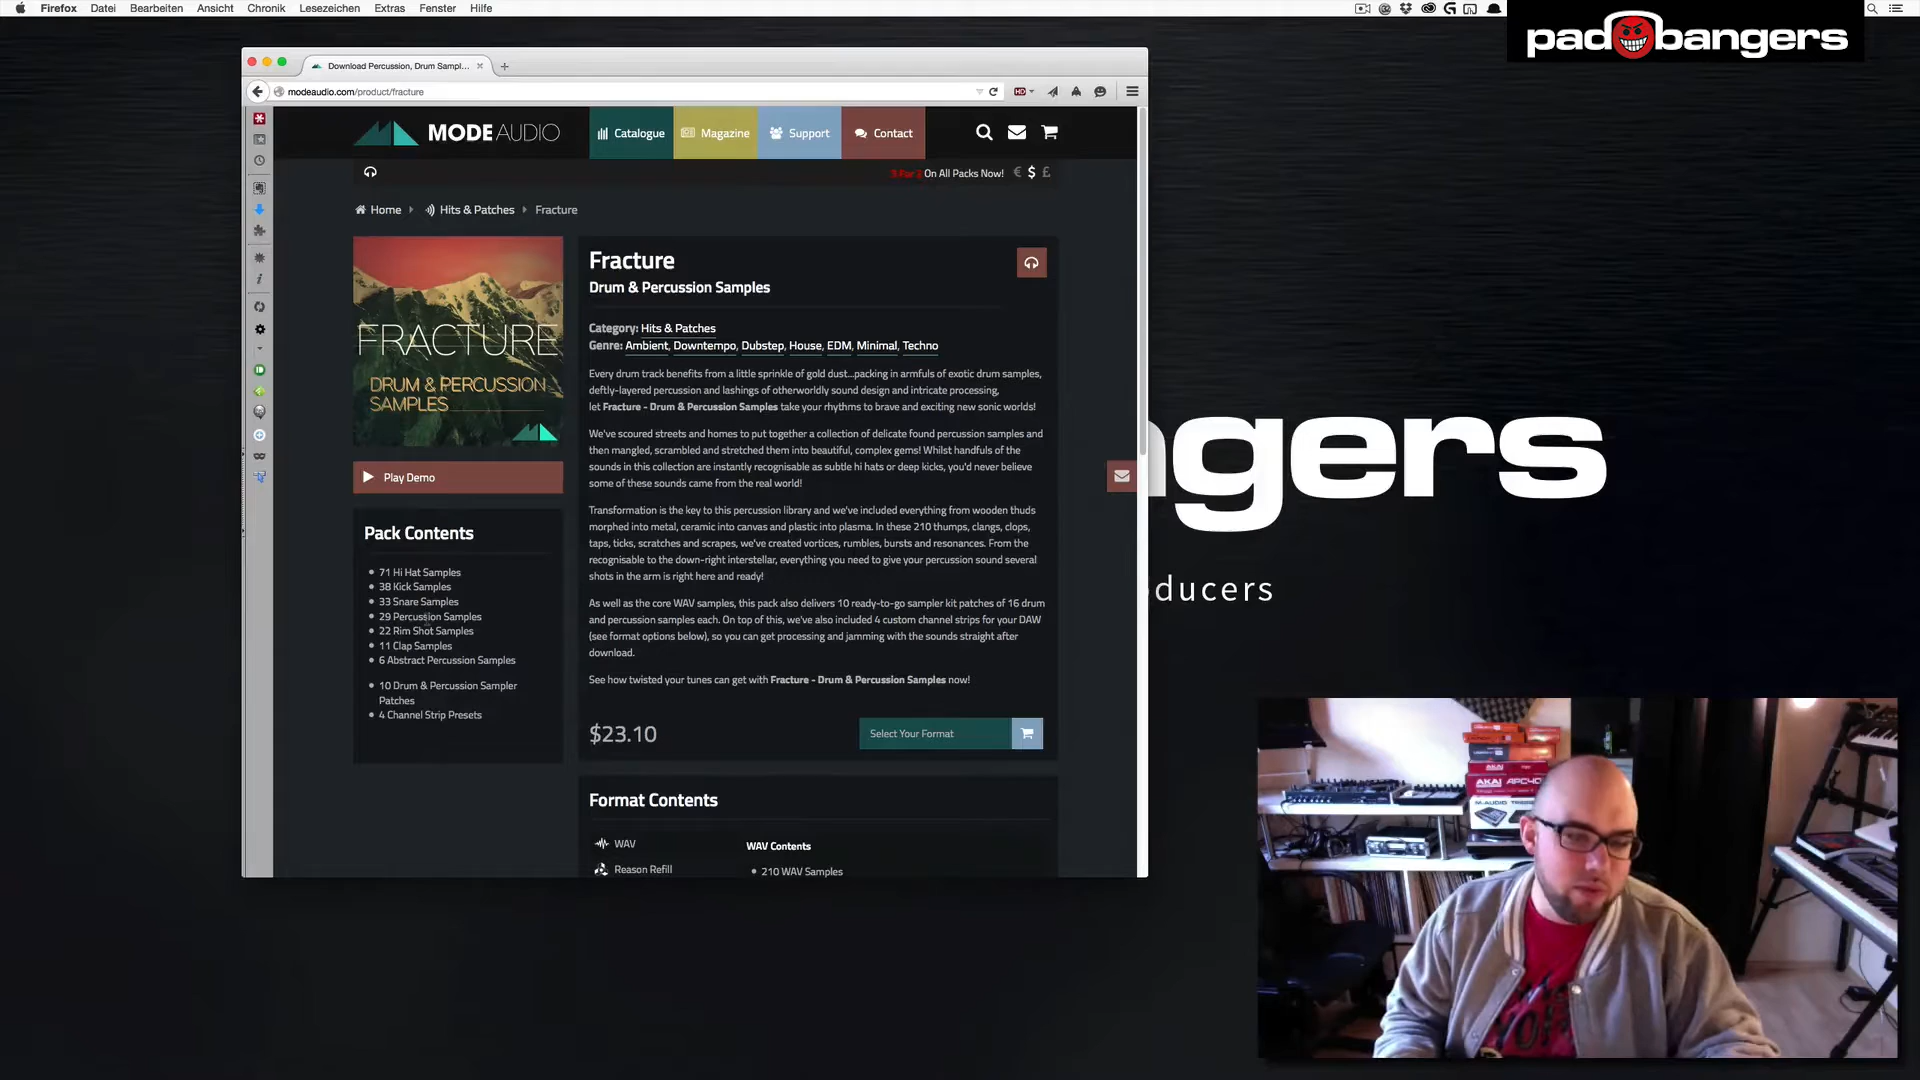 Firefox Datei Bearbeiten Ansicht Chronik Lesezeichen Extras Fenster Hilfe
pad bangers
Download Percussion, Drum Sampl...
modeaudio.com/product/fracture
HD
MODE AUDIO
Catalogue
Magazine
Support
Contact
3 For 2 On All Packs Now! € $ £
Home
Hits & Patches
Fracture
FRACTURE
DRUM & PERCUSSION
SAMPLES
Play Demo
Pack Contents
71 Hi Hat Samples
38 Kick Samples
33 Snare Samples
29 Percussion Samples
22 Rim Shot Samples
11 Clap Samples
6 Abstract Percussion Samples
10 Drum & Percussion Sampler
Patches
4 Channel Strip Presets
Fracture
Drum & Percussion Samples
Category: Hits & Patches
Genre: Ambient, Downtempo, Dubstep, House, EDM, Minimal, Techno
Every drum track benefits from a little sprinkle of gold dust...packing in armfuls of exotic drum samples,
deftly-layered percussion and lashings of otherworldly sound design and intricate processing,
let Fracture - Drum & Percussion Samples take your rhythms to brave and exciting new sonic worlds!
We've scoured streets and homes to put together a collection of delicate found percussion samples and
then mangled, scrambled and stretched them into beautiful, complex gems! Whilst handfuls of the
sounds in this collection are instantly recognisable as subtle hi hats or deep kicks, you'd never believe
some of these sounds came from the real world!
Transformation is the key to this percussion library and we've included everything from wooden thuds
morphed into metal, ceramic into canvas and plastic into plasma. In these 210 thumps, clangs, clops,
taps, ticks, scratches and scrapes, we've created vortices, rumbles, bursts and resonances. From the
recognisable to the down-right interstellar, everything you need to give your percussion sound several
shots in the arm is right here and ready!
As well as the core WAV samples, this pack also delivers 10 ready-to-go sampler kit patches of 16 drum
and percussion samples each. On top of this, we've also included 4 custom channel strips for your DAW
(see format options below), so you can get processing and jamming with the sounds straight after
download.
See how twisted your tunes can get with Fracture - Drum & Percussion Samples now!
$23.10
Select Your Format
Format Contents
WAV
Reason Refill
WAV Contents
210 WAV Samples
ngers
oducers
AKAI
AKAI APC40
M-AUDIO